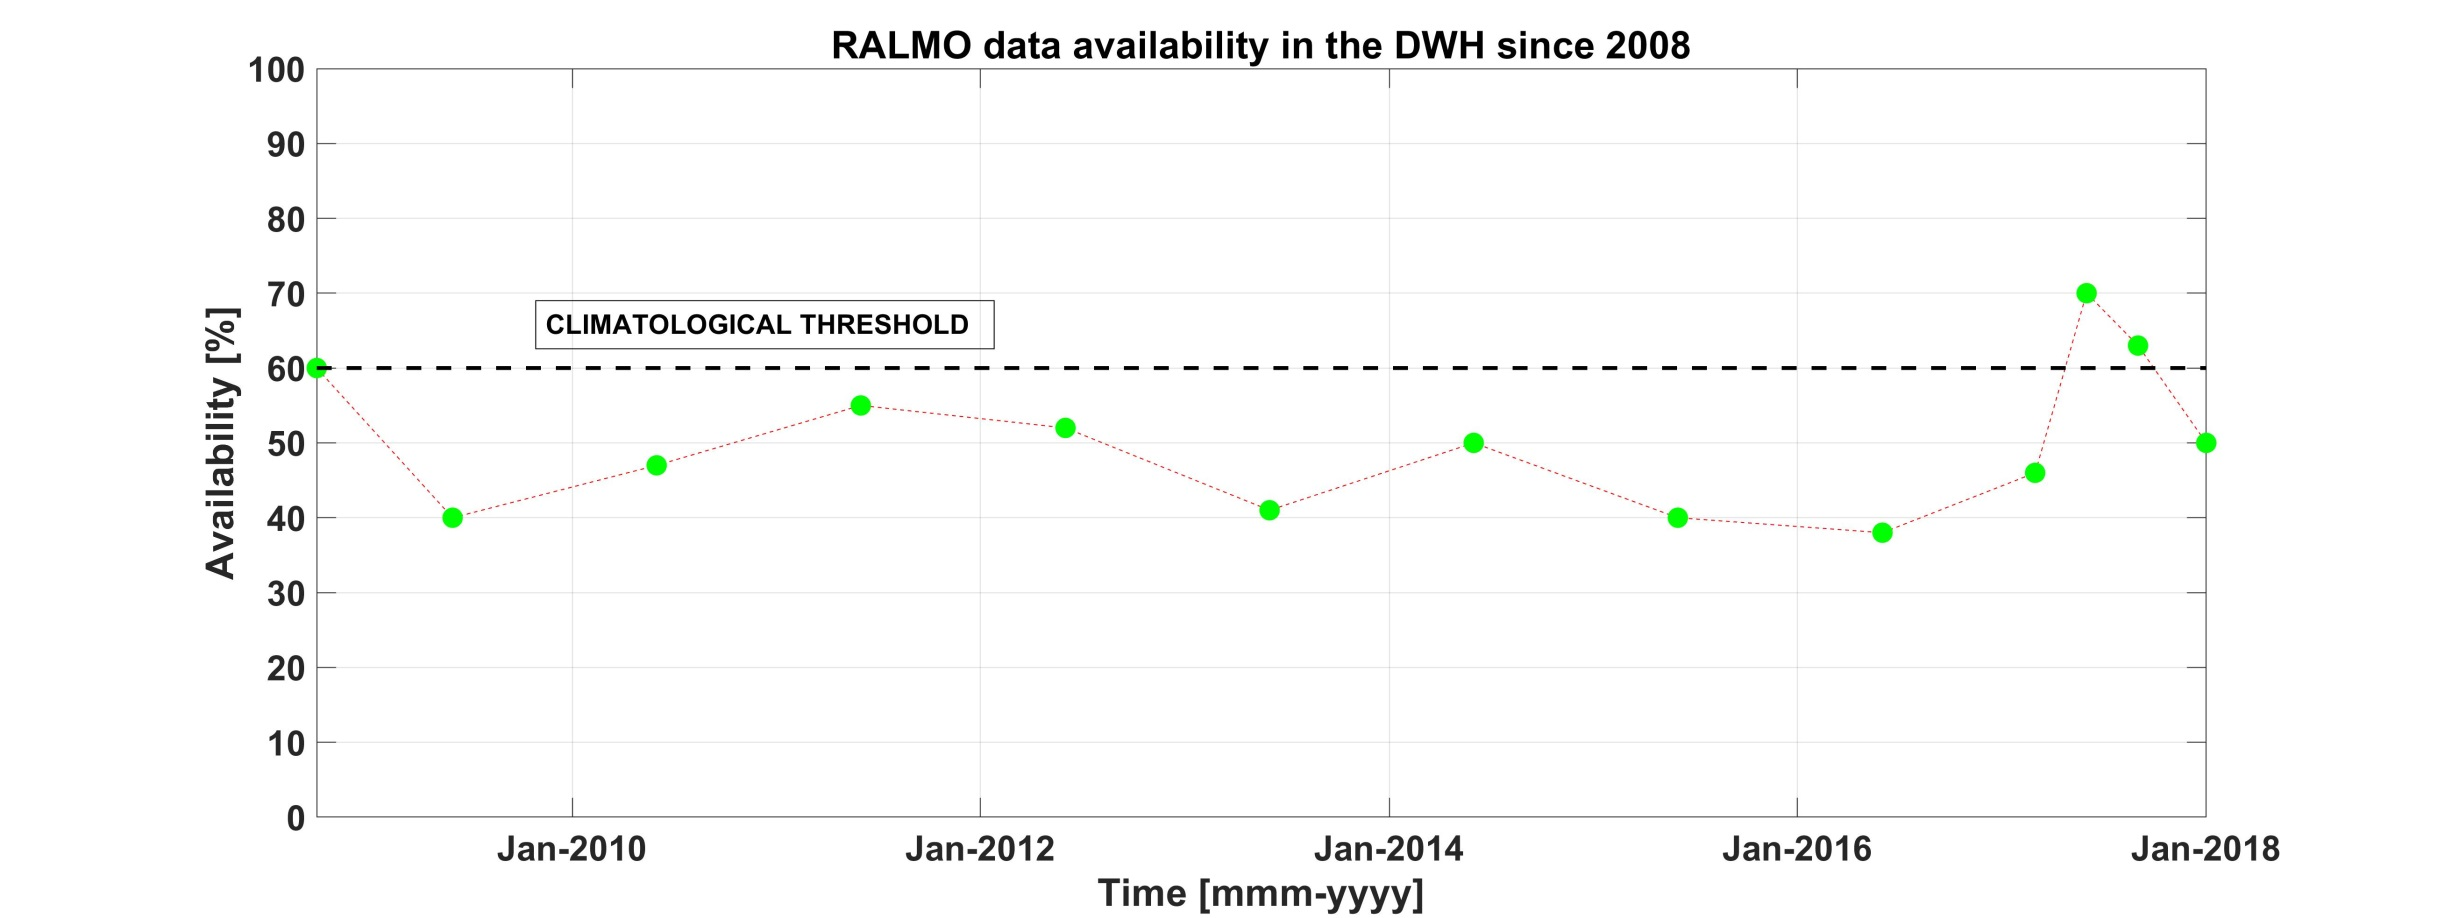 RALMO data availability in the DWH since 2008
100
90
80
70
60
50
40
30
20
10
0
Availability [%]
CLIMATOLOGICAL THRESHOLD
Jan-2010 Jan-2012 Jan-2014 Jan-2016 Jan-2018
Time [mmm-yyyy]